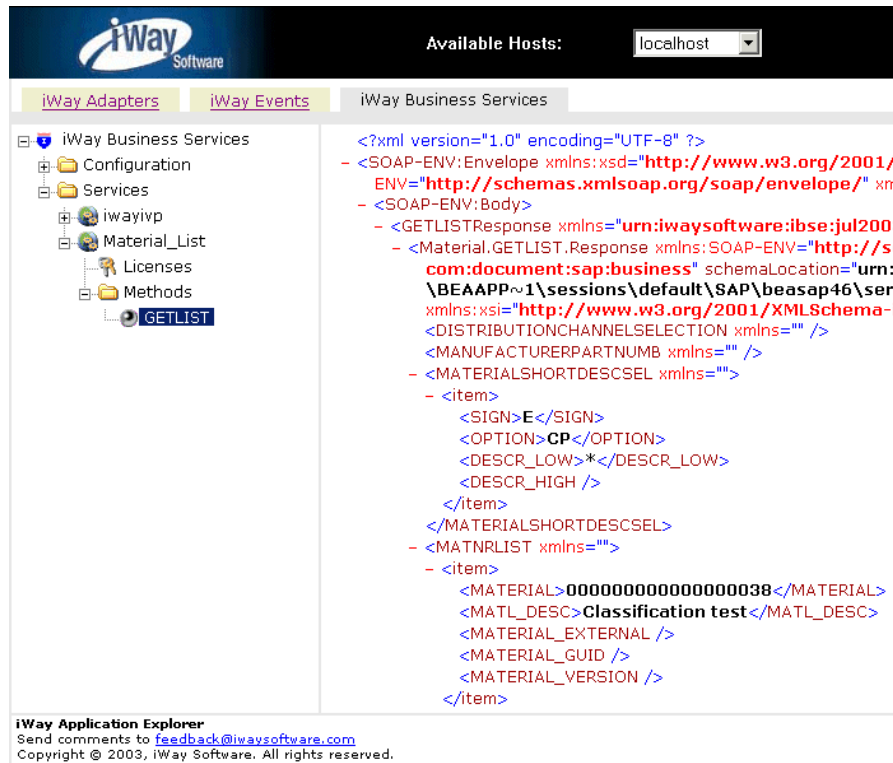 iWay
Software
Available Hosts:
localhost
iWay Adapters
iWay Events
iWay Business Services
iWay Business Services
Configuration
Services
iwayivp
Material_List
Licenses
Methods
GETLIST
<?xml version="1.0" encoding="UTF-8" ?>
– <SOAP-ENV:Envelope xmlns:xsd="http://www.w3.org/2001/
ENV="http://schemas.xmlsoap.org/soap/envelope/" xm
– <SOAP-ENV:Body>
– <GETLISTResponse xmlns="urn:iwaysoftware:ibse:jul200
– <Material.GETLIST.Response xmlns:SOAP-ENV="http://s
com:document:sap:business" schemaLocation="urn:
\BEAAPP~1\sessions\default\SAP\beasap46\ser
xmlns:xsi="http://www.w3.org/2001/XMLSchema-
<DISTRIBUTIONCHANNELSELECTION xmlns="" />
<MANUFACTURERPARTNUMB xmlns="" />
– <MATERIALSHORTDESCSEL xmlns="">
– <item>
<SIGN>E</SIGN>
<OPTION>CP</OPTION>
<DESCR_LOW>*</DESCR_LOW>
<DESCR_HIGH />
</item>
</MATERIALSHORTDESCSEL>
– <MATNRLIST xmlns="">
– <item>
<MATERIAL>000000000000000038</MATERIAL>
<MATL_DESC>Classification test</MATL_DESC>
<MATERIAL_EXTERNAL />
<MATERIAL_GUID />
<MATERIAL_VERSION />
</item>
iWay Application Explorer
Send comments to feedback@iwaysoftware.com
Copyright © 2003, iWay Software. All rights reserved.